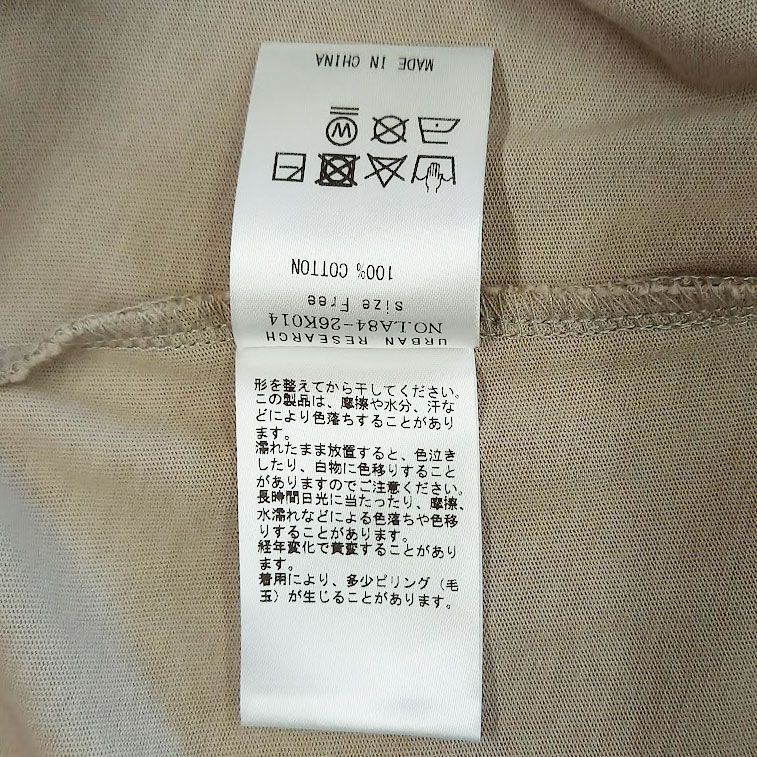 MADE IN CHINA
W
100% COTTON
size Free
NO.LA84-26K014
URBAN RESEARCH
形を整えてから干してください。
この製品は、摩擦や水分、汗な
どにより色落ちすることがあり
ます。
濡れたまま放置すると、色泣き
したり、白物に色移りすること
がありますのでご注意ください。
長時間日光に当たったり、摩擦、
水濡れなどによる色落ちや色移
りすることがあります。
経年変化で黄変することがあり
ます。
着用により、多少ピリング（毛
玉）が生じることがあります。